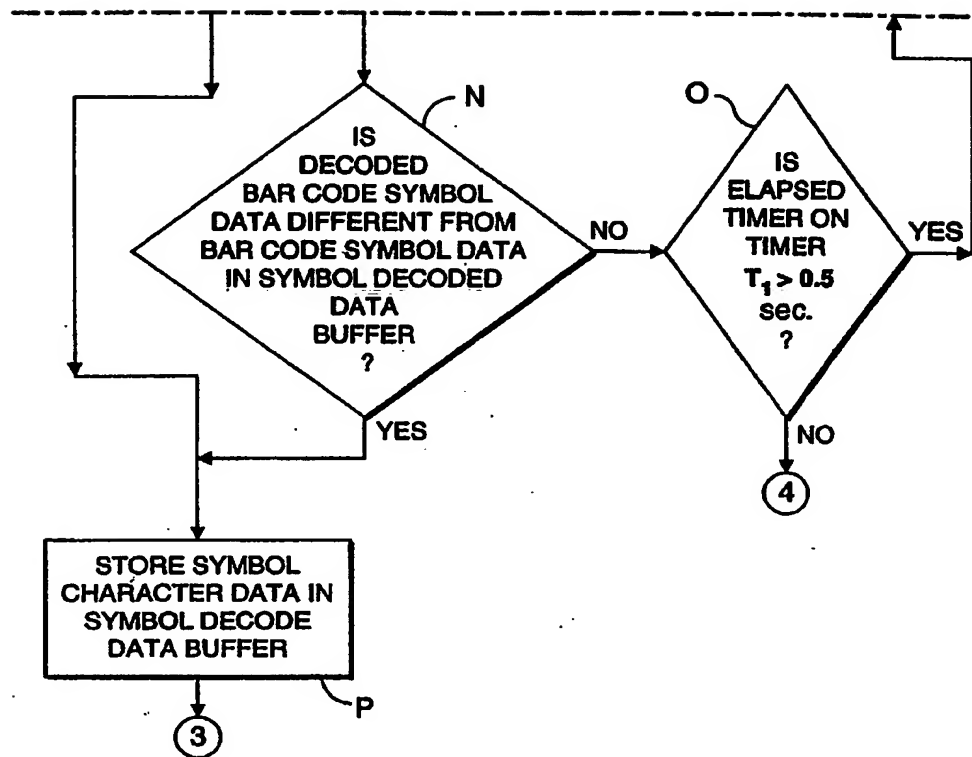 N
IS
DECODED
BAR CODE SYMBOL
DATA DIFFERENT FROM
BAR CODE SYMBOL DATA
IN SYMBOL DECODED
DATA
BUFFER
?
NO
YES
O
IS
ELAPSED
TIMER ON
TIMER
T₁ > 0.5
sec.
?
YES
NO
4
STORE SYMBOL
CHARACTER DATA IN
SYMBOL DECODE
DATA BUFFER
P
3